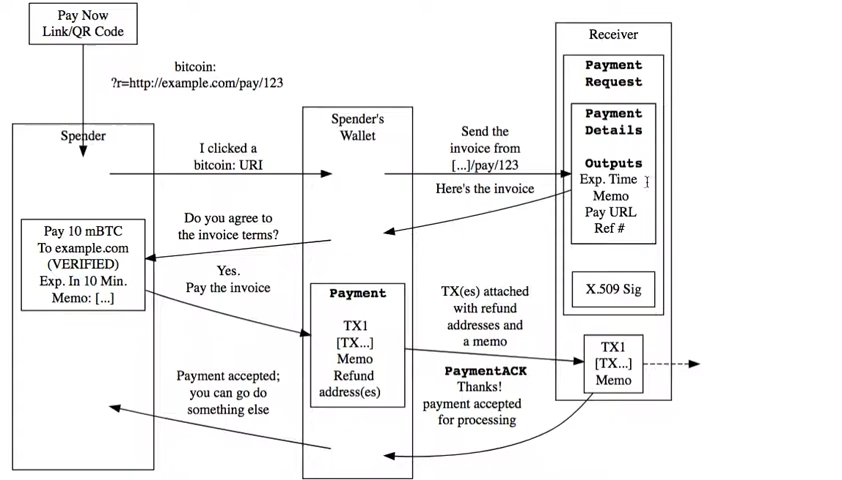 Pay Now
Link/QR Code
bitcoin:
?r=http://example.com/pay/123
Spender
I clicked a
bitcoin: URI
Spender's
Wallet
Send the
invoice from
[...]/pay/123
Here's the invoice
Receiver
Payment
Request
Payment
Details
Outputs
Exp. Time
Memo
Pay URL
Ref #
X.509 Sig
Do you agree to
the invoice terms?
Pay 10 mBTC
To example.com
(VERIFIED)
Exp. In 10 Min.
Memo: [...]
Yes.
Pay the invoice
Payment
TX1
[TX...]
Memo
Refund
address(es)
TX(es) attached
with refund
addresses and
a memo
TX1
[TX...]
Memo
PaymentACK
Thanks!
payment accepted
for processing
Payment accepted;
you can go do
something else